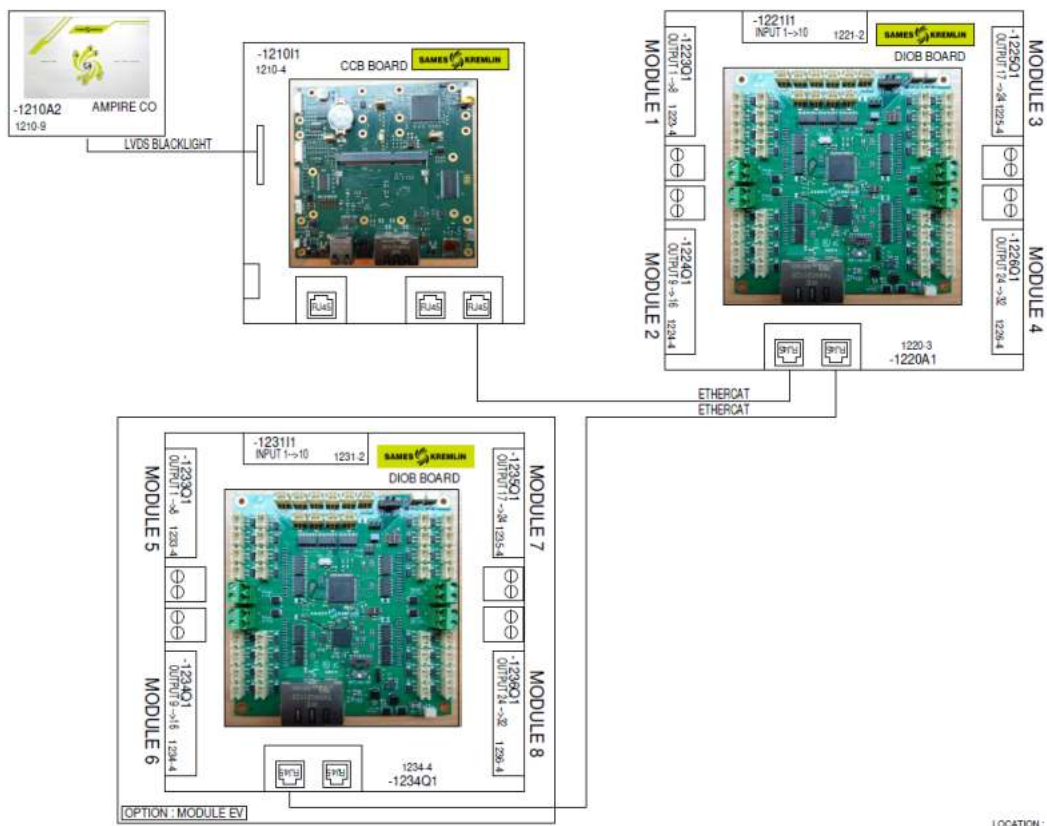 -1210A2
AMPIRE CO
1210-9
LVDS BLACKLIGHT
-1210I1
1210-4
CCB BOARD
SAMES KREMLIN
RJ45
RJ45
RJ45
-1221I1
INPUT 1-->10
1221-2
SAMES KREMLIN
DIOB BOARD
MODULE 1
-1223Q1
OUTPUT 1 -->8
1223-4
MODULE 2
-1224Q1
OUTPUT 9 -->16
1224-4
MODULE 3
-1225Q1
OUTPUT 17 -->24
1225-4
MODULE 4
-1226Q1
OUTPUT 24 -->32
1226-4
RJ45
RJ45
1220-3
-1220A1
ETHERCAT
ETHERCAT
-1231I1
INPUT 1-->10
1231-2
SAMES KREMLIN
DIOB BOARD
MODULE 5
-1233Q1
OUTPUT 1 -->8
1233-4
MODULE 6
-1234Q1
OUTPUT 9 -->16
1234-4
MODULE 7
-1235Q1
OUTPUT 17 -->24
1235-4
MODULE 8
-1236Q1
OUTPUT 24 -->32
1236-4
RJ45
RJ45
1234-4
-1234Q1
OPTION : MODULE EV
LOCATION :